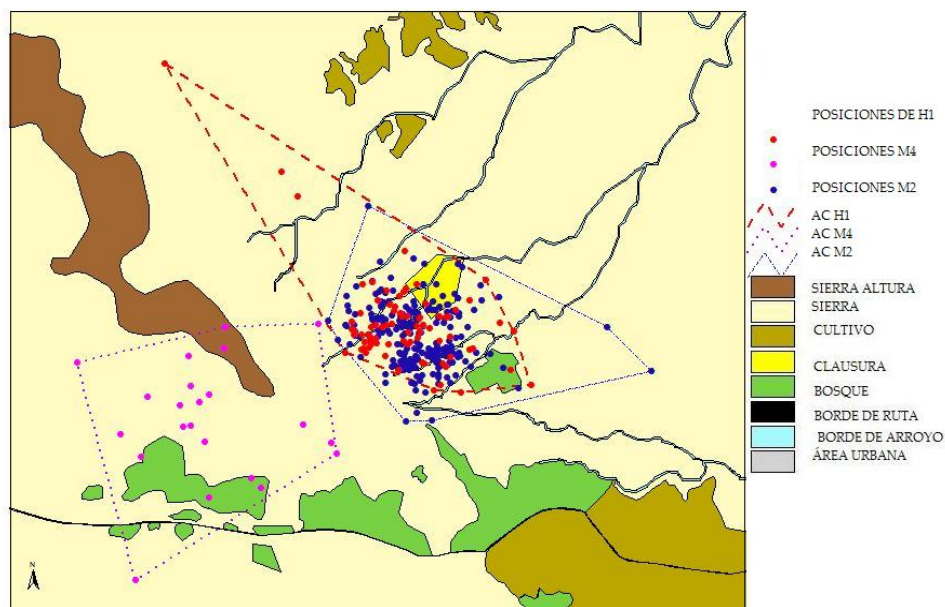 POSICIONES DE H1
POSICIONES M4
POSICIONES M2
AC H1
AC M4
AC M2
SIERRA ALTURA
SIERRA
CULTIVO
CLAUSURA
BOSQUE
BORDE DE RUTA
BORDE DE ARROYO
ÁREA URBANA
N